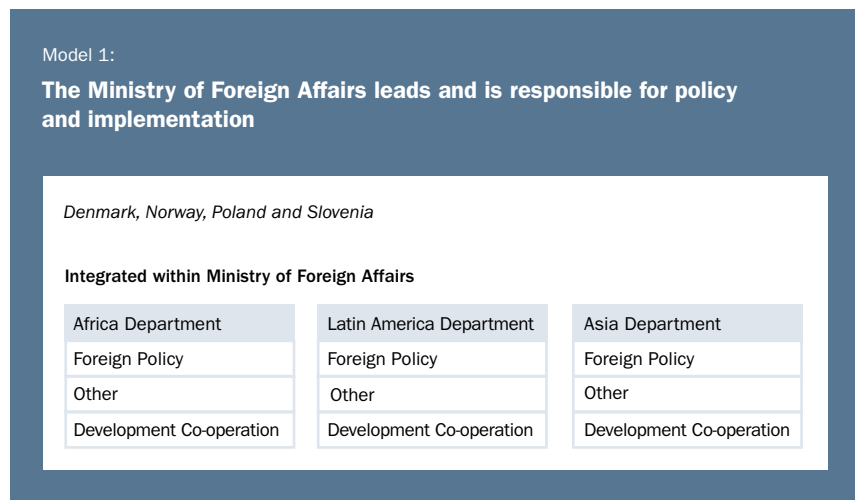 Model 1:
The Ministry of Foreign Affairs leads and is responsible for policy
and implementation
Denmark, Norway, Poland and Slovenia
Integrated within Ministry of Foreign Affairs
Africa Department
Foreign Policy
Other
Development Co-operation
Latin America Department
Foreign Policy
Other
Development Co-operation
Asia Department
Foreign Policy
Other
Development Co-operation